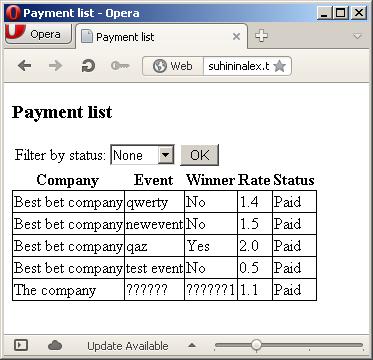 Payment list - Opera
Opera
Payment list
Web
suhininalex.t
Payment list
Filter by status: None OK
Company Event Winner Rate Status
Best bet company qwerty No 1.4 Paid
Best bet company newevent No 1.5 Paid
Best bet company qaz Yes 2.0 Paid
Best bet company test event No 0.5 Paid
The company ?????? ??????1 1.1 Paid
Update Available